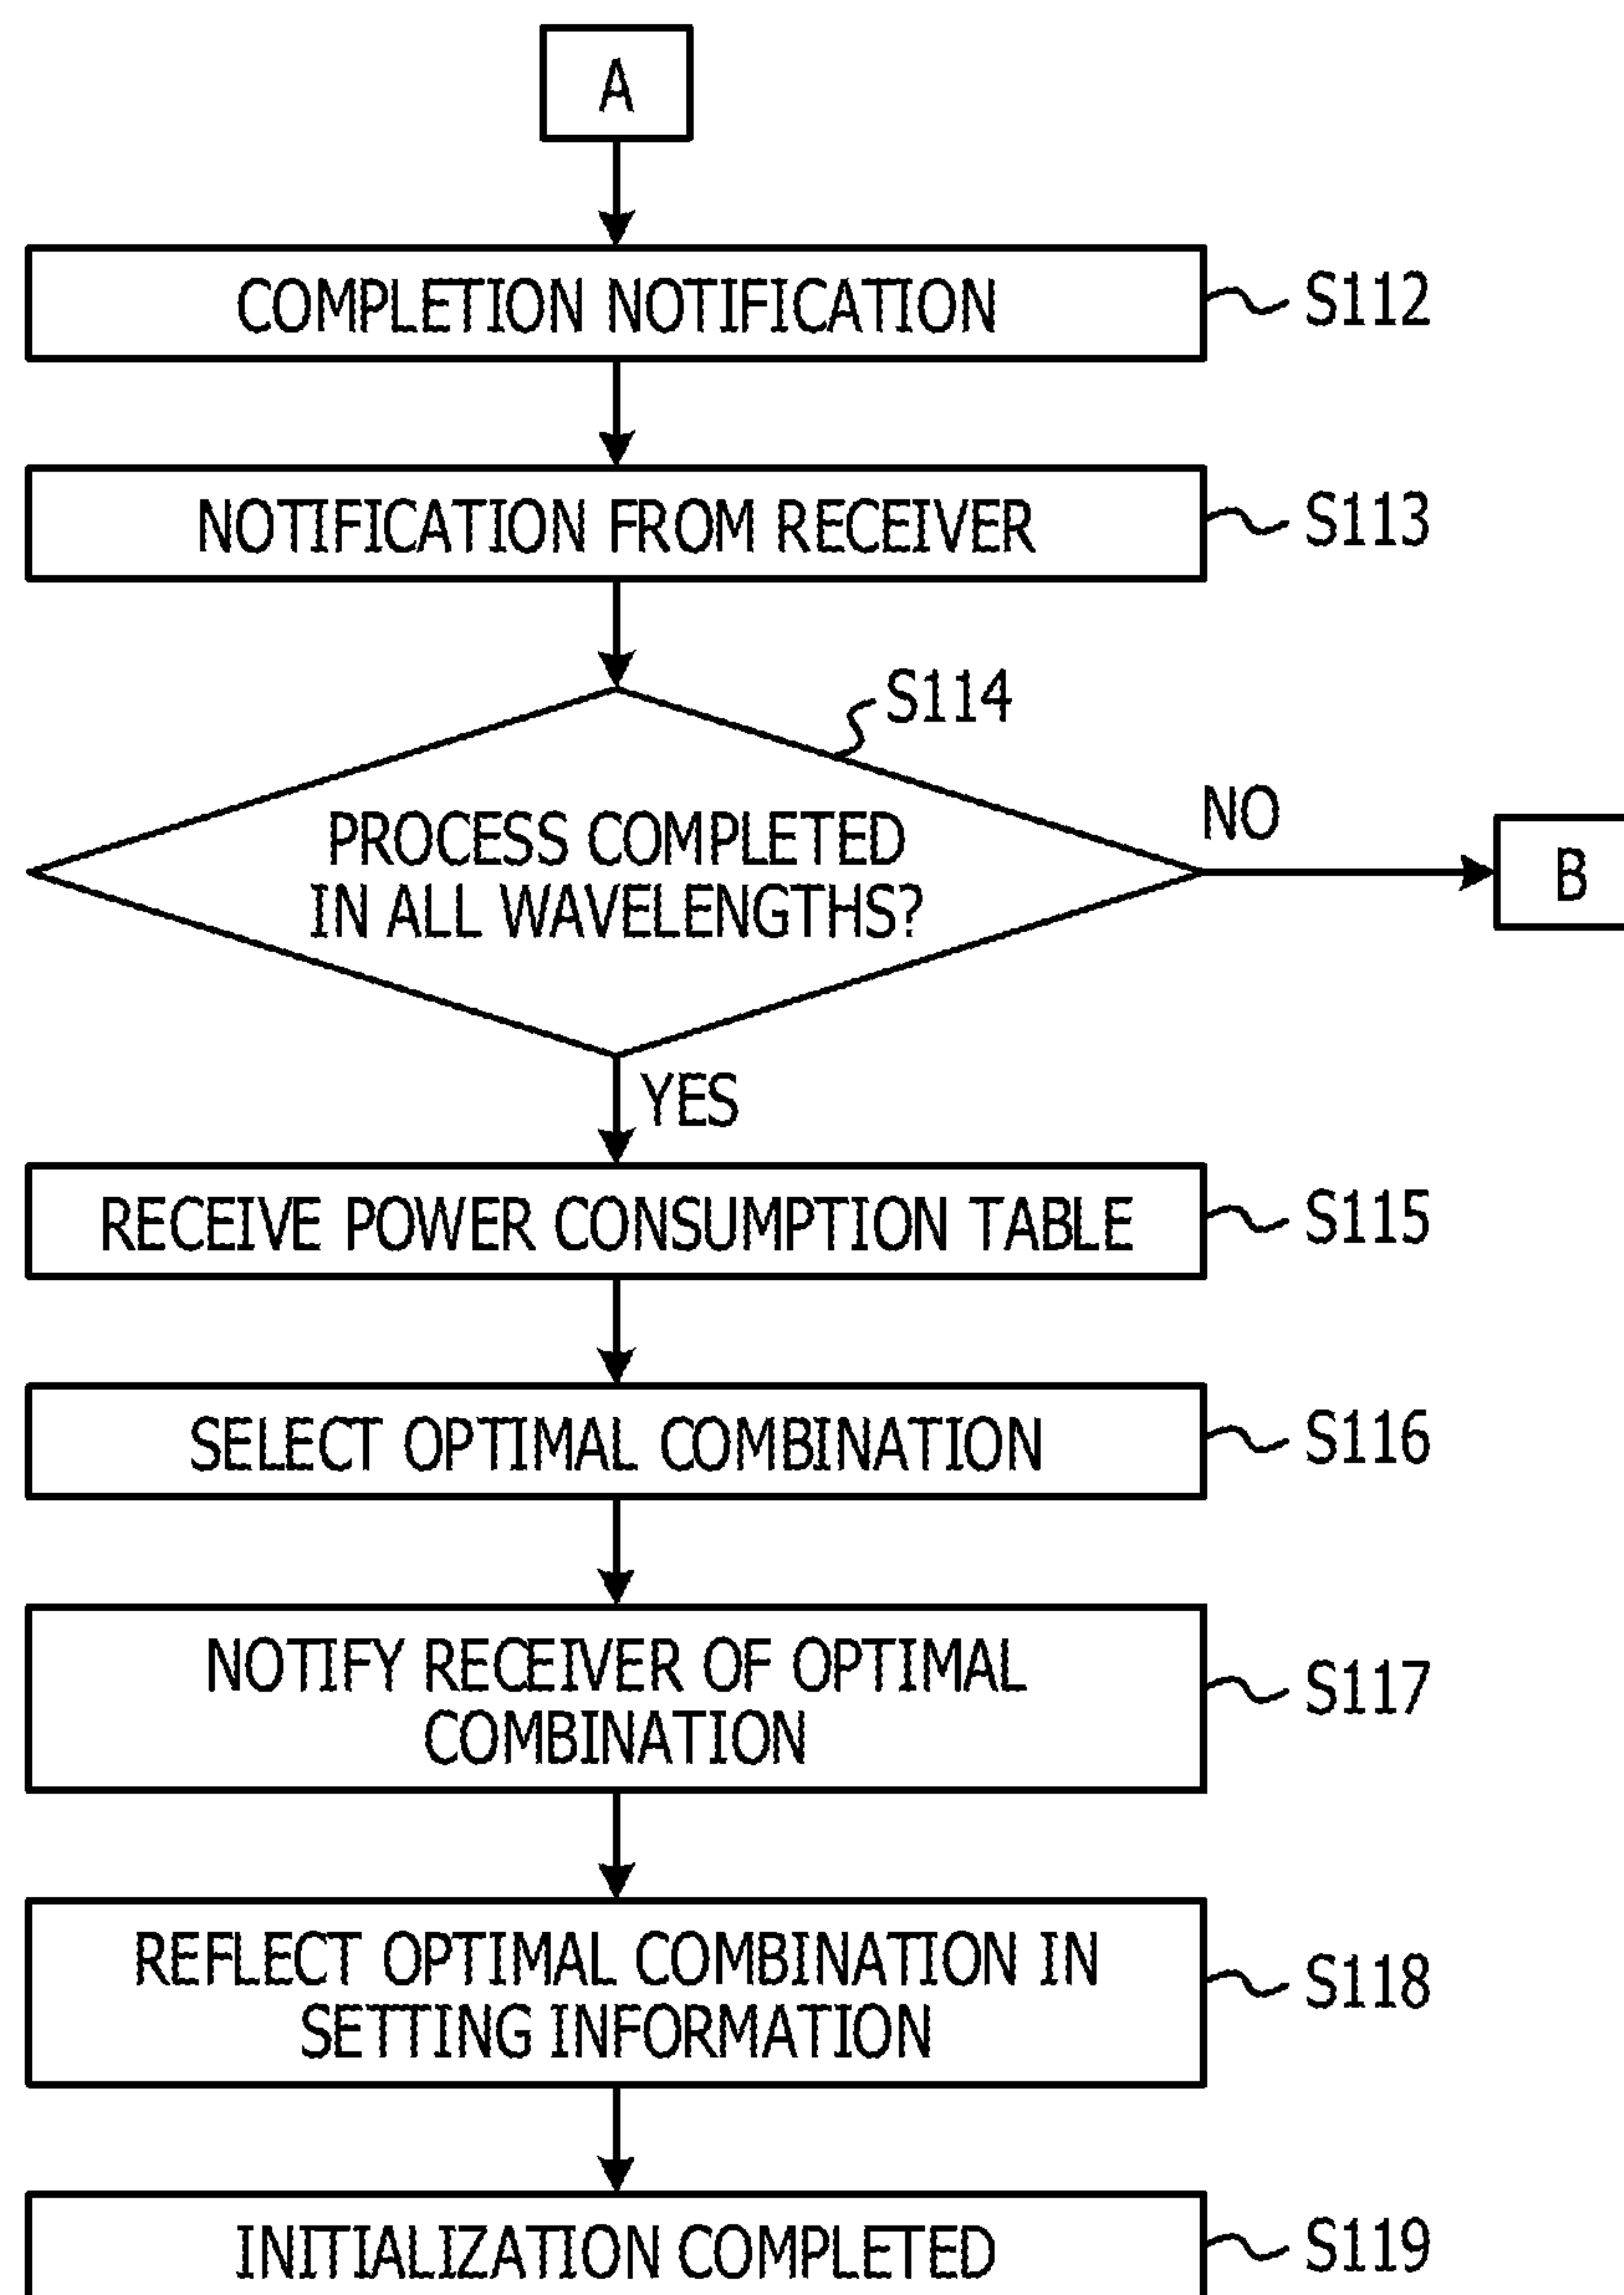 A
COMPLETION NOTIFICATION
S112
NOTIFICATION FROM RECEIVER
S113
S114
PROCESS COMPLETED
IN ALL WAVELENGTHS?
NO
B
YES
RECEIVE POWER CONSUMPTION TABLE
S115
SELECT OPTIMAL COMBINATION
S116
NOTIFY RECEIVER OF OPTIMAL
COMBINATION
S117
REFLECT OPTIMAL COMBINATION IN
SETTING INFORMATION
S118
INITIALIZATION COMPLETED
S119